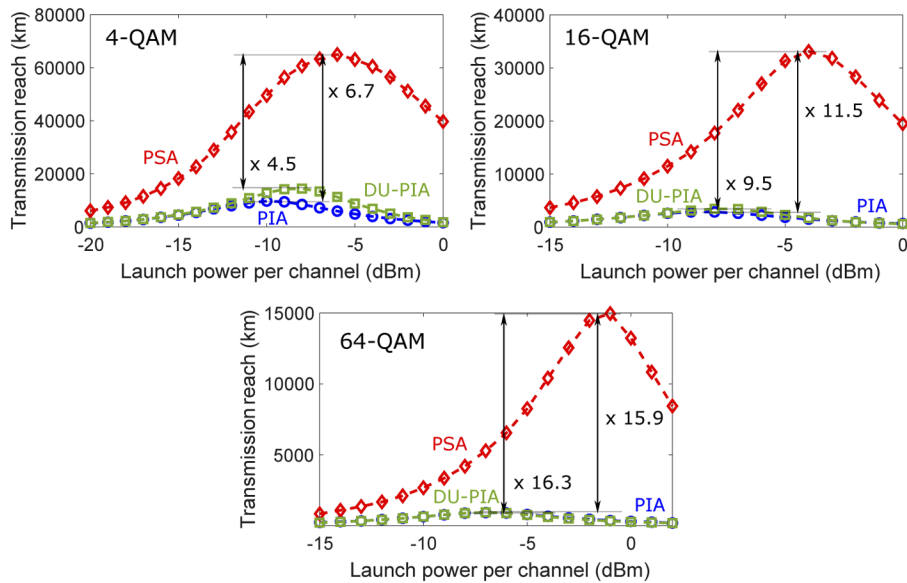 4-QAM
Transmission reach (km)
80000
60000
40000
20000
0
-20
-15
-10
-5
0
Launch power per channel (dBm)
PSA
DU-PIA
PIA
x 4.5
x 6.7
16-QAM
Transmission reach (km)
40000
30000
20000
10000
0
-15
-10
-5
0
Launch power per channel (dBm)
PSA
DU-PIA
PIA
x 9.5
x 11.5
64-QAM
Transmission reach (km)
15000
10000
5000
-15
-10
-5
0
Launch power per channel (dBm)
PSA
DU-PIA
PIA
x 16.3
x 15.9